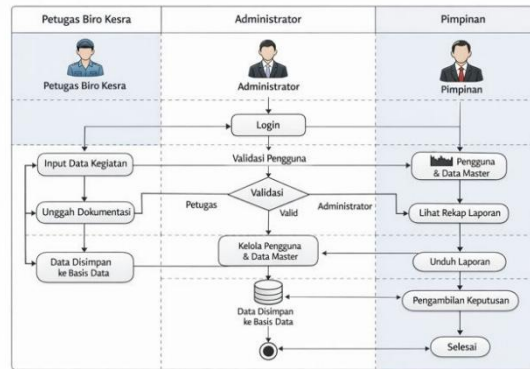 Petugas Biro Kesra
Administrator
Pimpinan
Petugas Biro Kesra
Administrator
Pimpinan
Login
Input Data Kegiatan
Validasi Pengguna
Pengguna
& Data Master
Unggah Dokumentasi
Petugas
Validasi
Valid
Administrator
Lihat Rekap Laporan
Data Disimpan
ke Basis Data
Kelola Pengguna
& Data Master
Unduh Laporan
Data Disimpan
ke Basis Data
Pengambilan Keputusan
Selesai